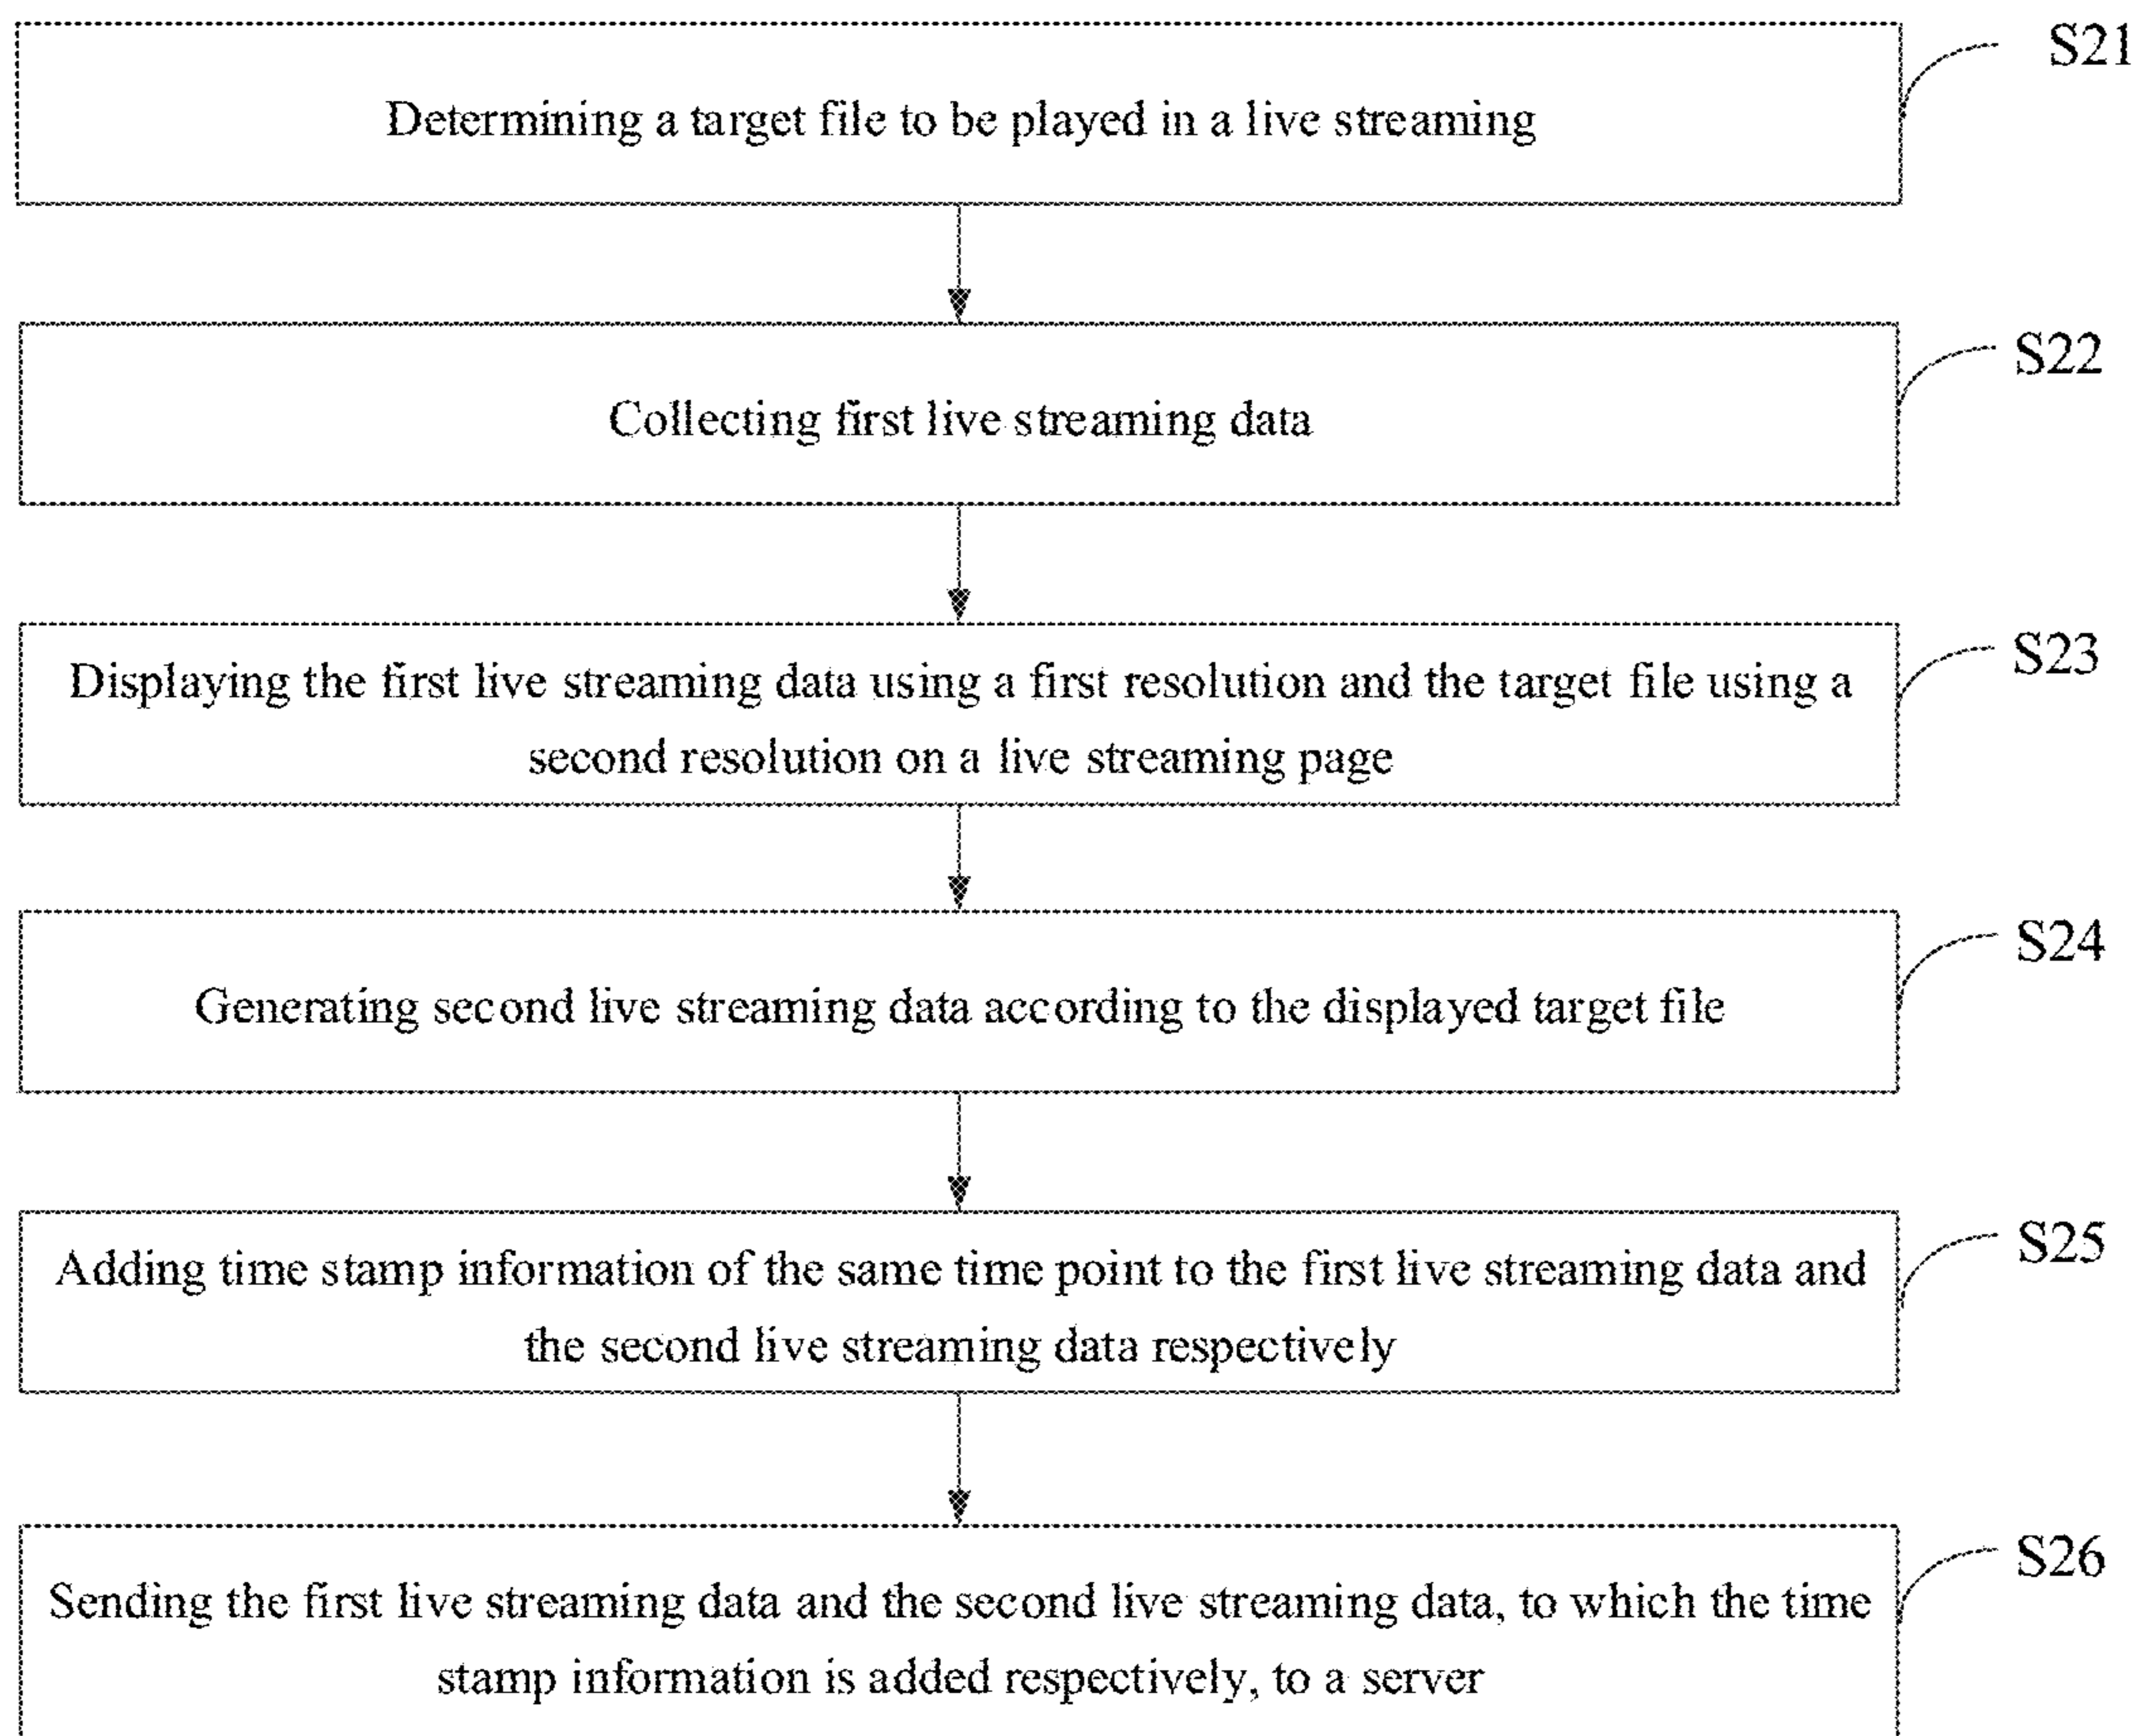 S21
Determining a target file to be played in a live streaming
S22
Collecting first live streaming data
S23
Displaying the first live streaming data using a first resolution and the target file using a
second resolution on a live streaming page
S24
Generating second live streaming data according to the displayed target file
S25
Adding time stamp information of the same time point to the first live streaming data and
the second live streaming data respectively
S26
Sending the first live streaming data and the second live streaming data, to which the time
stamp information is added respectively, to a server